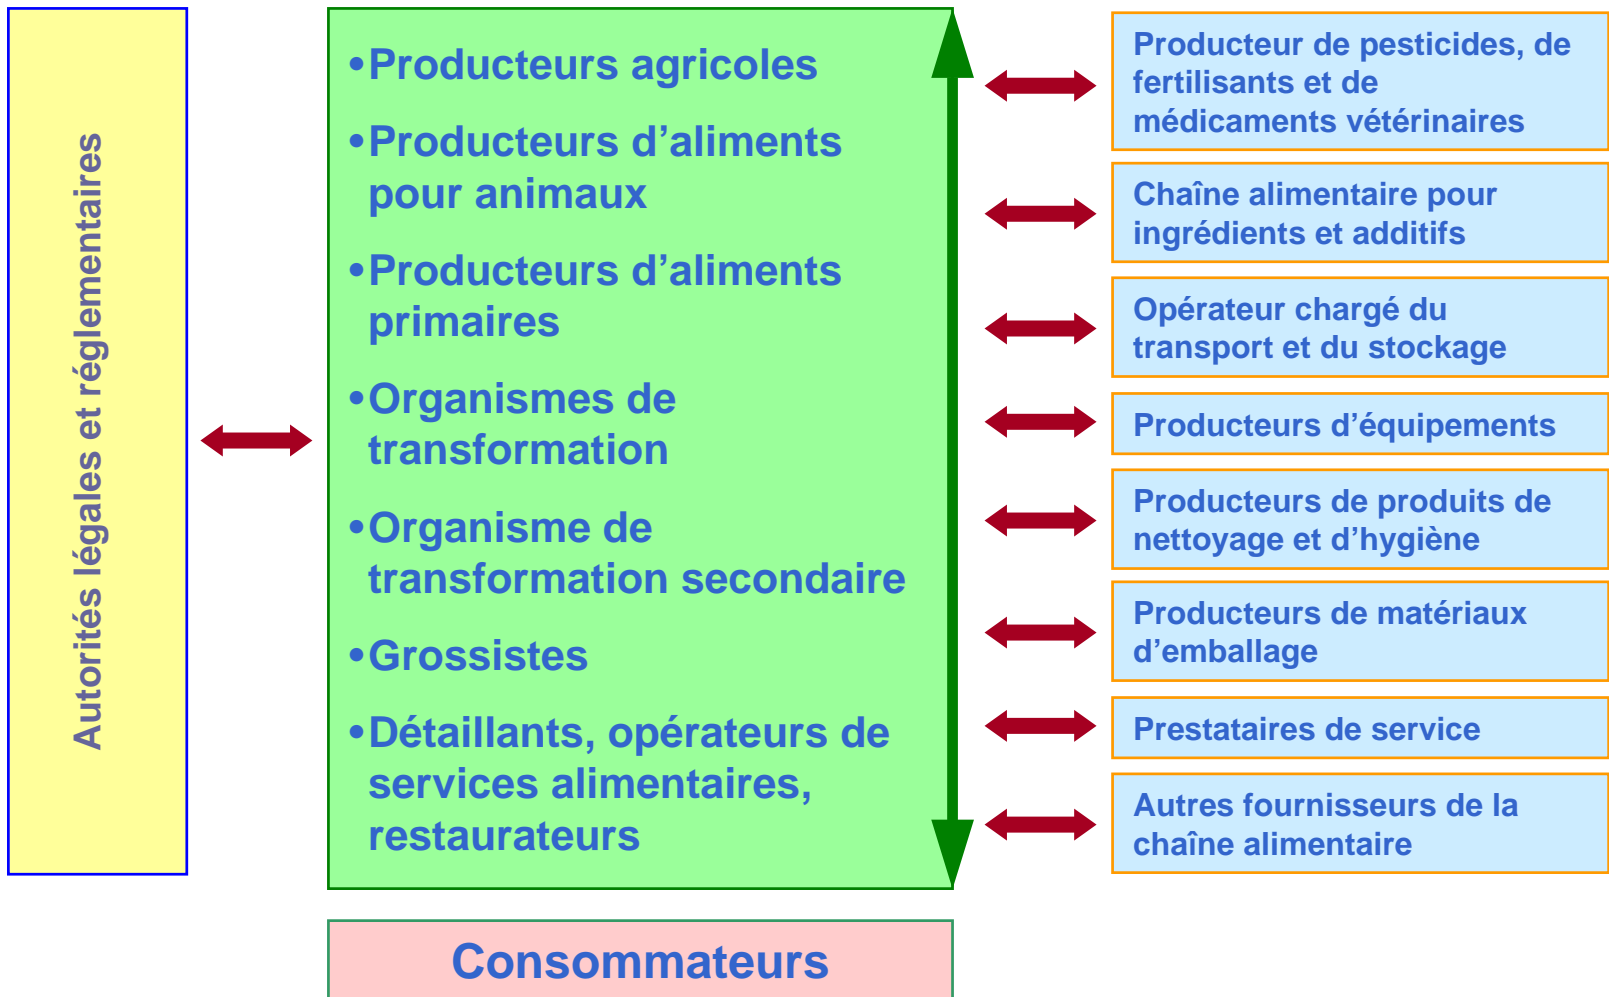 Autorités légales et réglementaires
•Producteurs agricoles
•Producteurs d’aliments
pour animaux
•Producteurs d’aliments
primaires
•Organismes de
transformation
•Organisme de
transformation secondaire
•Grossistes
•Détaillants, opérateurs de
services alimentaires,
restaurateurs
Consommateurs
Producteur de pesticides, de
fertilisants et de
médicaments vétérinaires
Chaîne alimentaire pour
ingrédients et additifs
Opérateur chargé du
transport et du stockage
Producteurs d’équipements
Producteurs de produits de
nettoyage et d’hygiène
Producteurs de matériaux
d’emballage
Prestataires de service
Autres fournisseurs de la
chaîne alimentaire